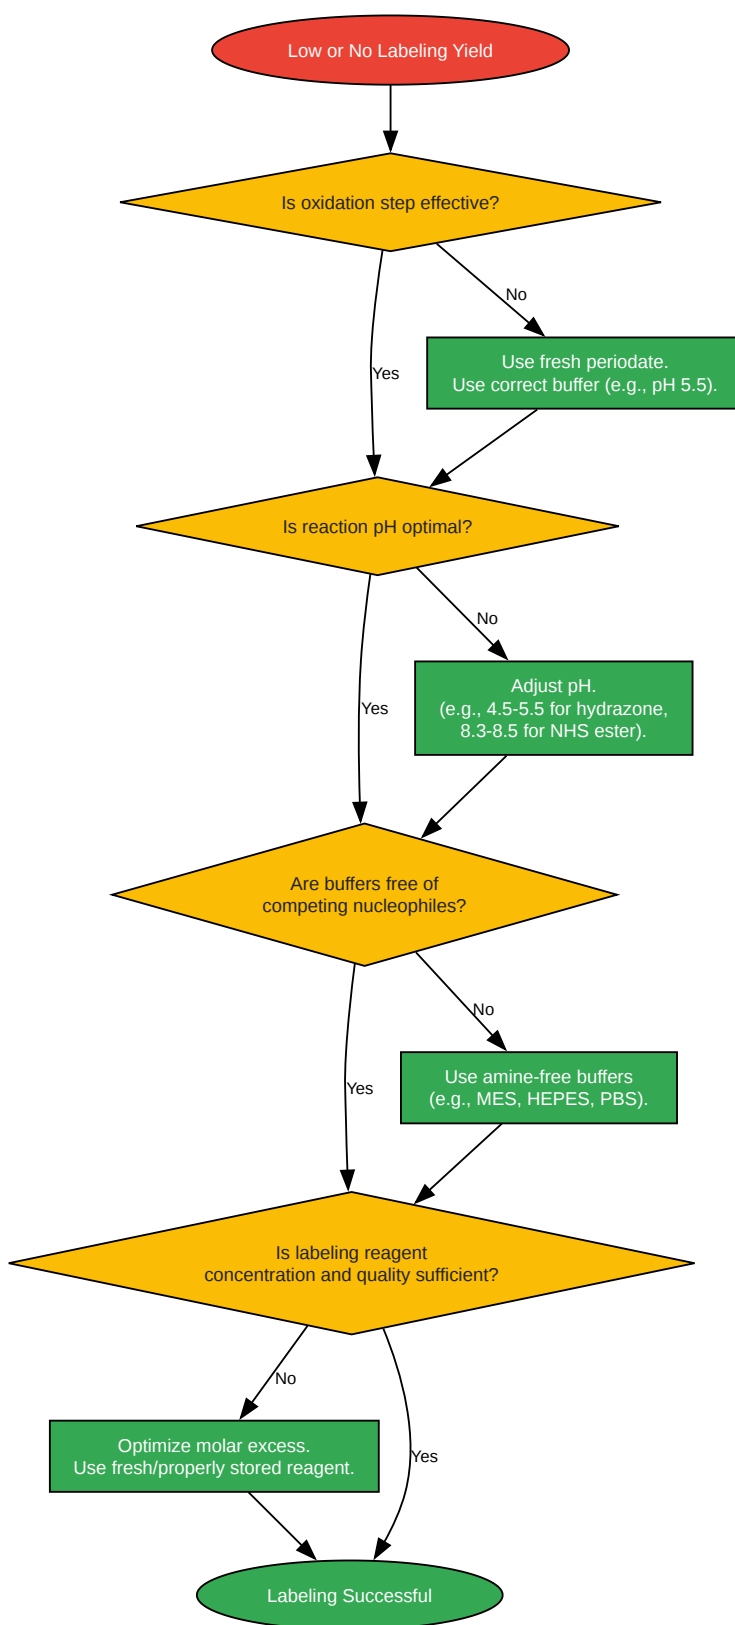 Low or No Labeling Yield
Is oxidation step effective?
No
Use fresh periodate.
Use correct buffer (e.g., pH 5.5).
Yes
Is reaction pH optimal?
No
Adjust pH.
(e.g., 4.5-5.5 for hydrazone,
8.3-8.5 for NHS ester).
Yes
Are buffers free of
competing nucleophiles?
No
Use amine-free buffers
(e.g., MES, HEPES, PBS).
Yes
Is labeling reagent
concentration and quality sufficient?
No
Optimize molar excess.
Use fresh/properly stored reagent.
Yes
Labeling Successful